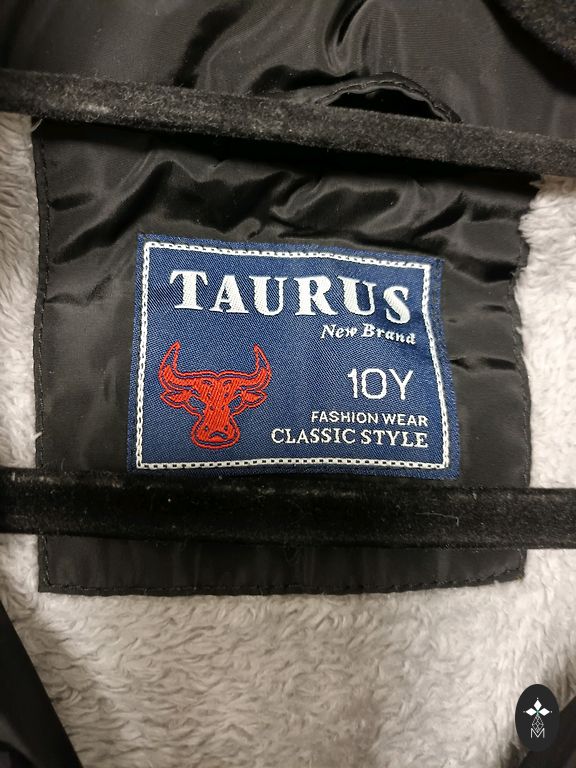 TAURUS
New Brand
10Y
FASHION WEAR
CLASSIC STYLE
M